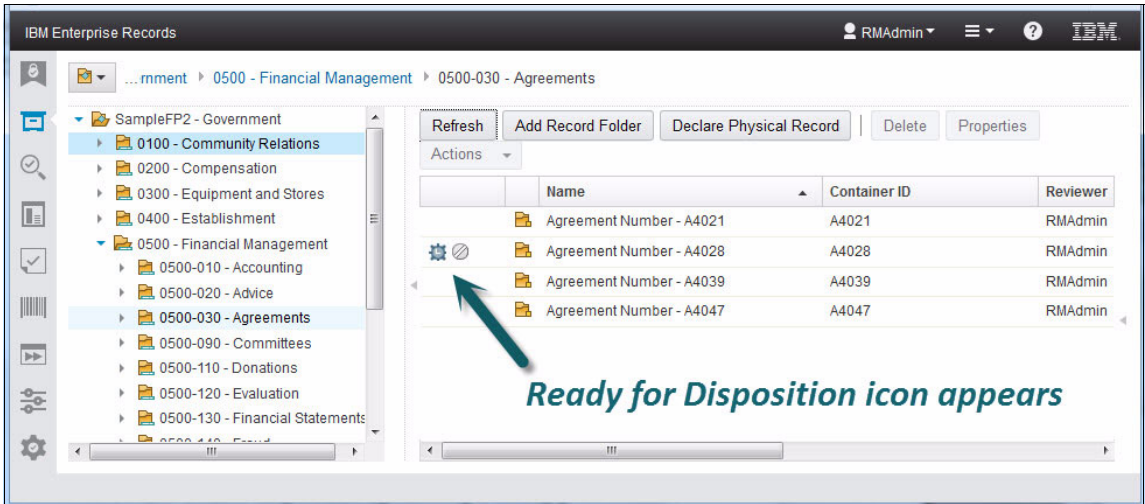 IBM Enterprise Records
RMAdmin
IBM
...rnment 0500 - Financial Management 0500-030 - Agreements
SampleFP2 - Government
0100 - Community Relations
0200 - Compensation
0300 - Equipment and Stores
0400 - Establishment
0500 - Financial Management
0500-010 - Accounting
0500-020 - Advice
0500-030 - Agreements
0500-090 - Committees
0500-110 - Donations
0500-120 - Evaluation
0500-130 - Financial Statements
Refresh Add Record Folder Declare Physical Record Delete Properties
Actions
Name Container ID Reviewer
Agreement Number - A4021 A4021 RMAdmin
Agreement Number - A4028 A4028 RMAdmin
Agreement Number - A4039 A4039 RMAdmin
Agreement Number - A4047 A4047 RMAdmin
Ready for Disposition icon appears